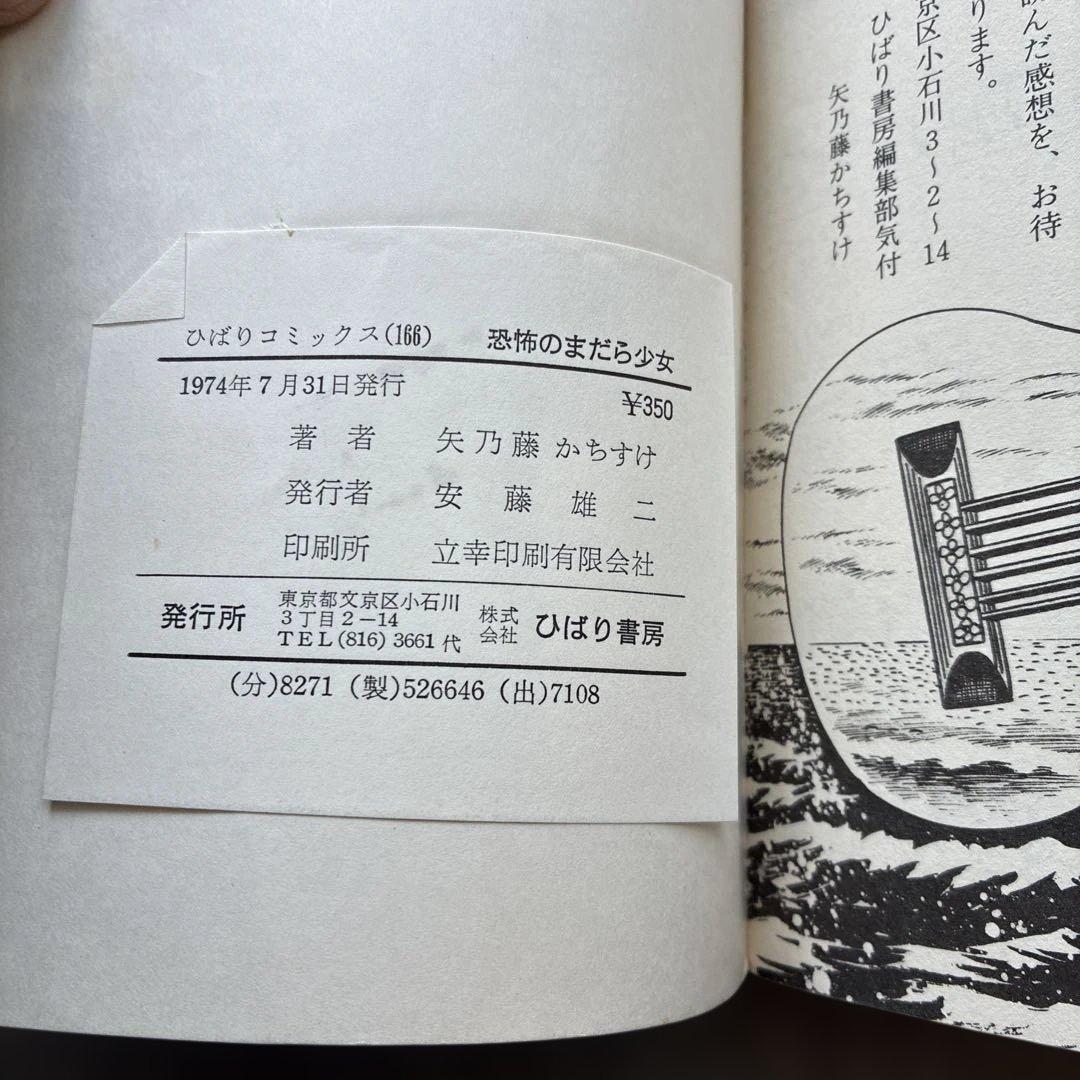 読んだ感想を、お待
ります。
京区小石川3〜2〜14
ひばり書房編集部気付
矢乃藤かちすけ
ひばりコミックス(166) 恐怖のまだら少女
1974年7月31日発行
¥350
著者 矢乃藤かちすけ
発行者 安藤雄二
印刷所 立幸印刷有限会社
発行所 東京都文京区小石川 株式 ひばり書房
3丁目2-14 会社
TEL(816)3661代
(分)8271 (製)526646 (出)7108